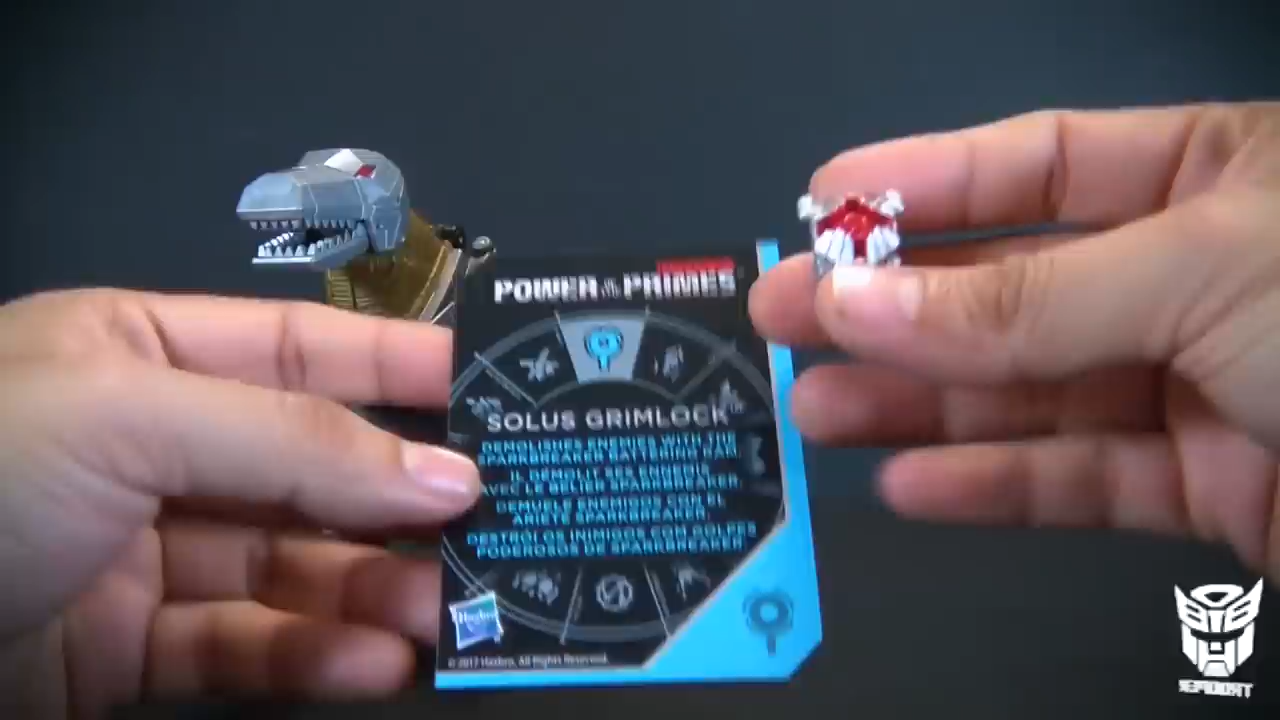 POWER OF THE PRIMES
SOLUS GRIMLOCK™
DEMOLISHES ENEMIES WITH THE
SPARKBREAKER BATTERING RAM.
IL DÉMOLIT SES ENNEMIS
AVEC LE BÉLIER SPARKBREAKER.
DEMUELE ENEMIGOS CON EL
ARIETE SPARKBREAKER.
DESTRÓI OS INIMIGOS COM GOLPES
PODEROSOS DE SPARKBREAKER.
Hasbro
© 2017 Hasbro. All Rights Reserved.